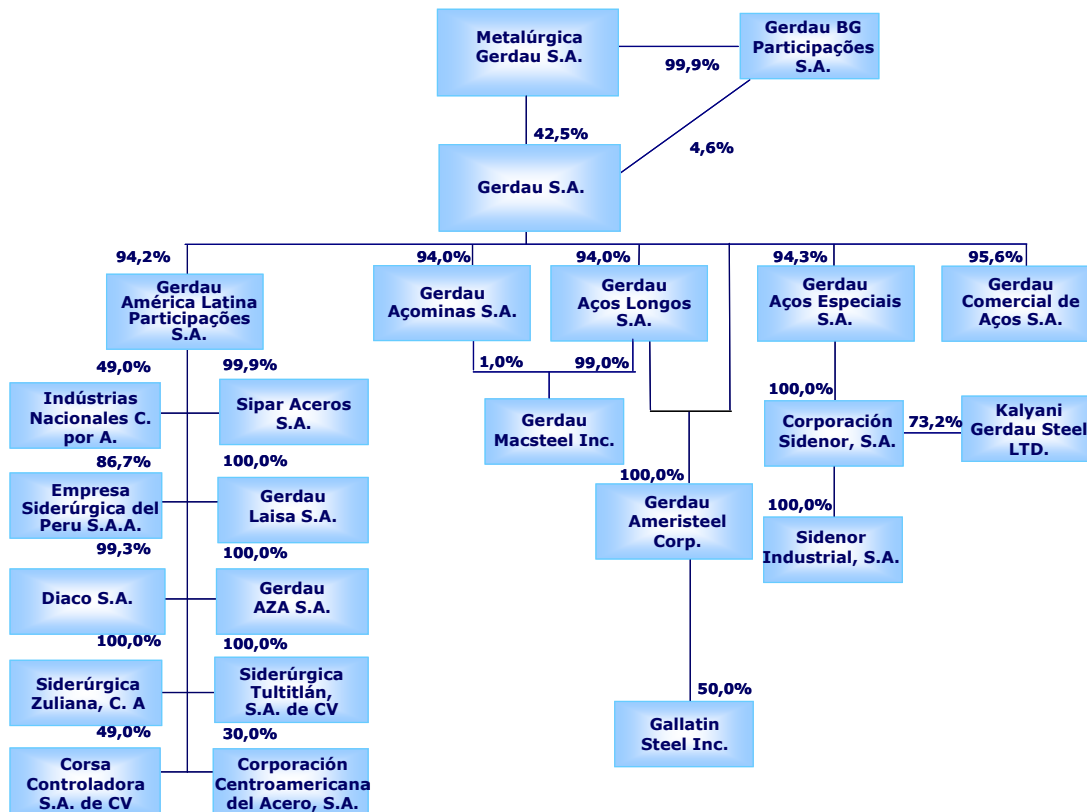 Metalúrgica
Gerdau S.A.
99,9%
Gerdau BG
Participações
S.A.
42,5%
4,6%
Gerdau S.A.
94,2%
94,0%
94,0%
94,3%
95,6%
Gerdau
América Latina
Participações
S.A.
Gerdau
Açominas S.A.
Gerdau
Aços Longos
S.A.
Gerdau
Aços Especiais
S.A.
Gerdau
Comercial de
Aços S.A.
49,0%
99,9%
1,0%
99,0%
100,0%
Indústrias
Nacionales C.
por A.
Sipar Aceros
S.A.
Gerdau
Macsteel Inc.
Corporación
Sidenor, S.A.
73,2%
Kalyani
Gerdau Steel
LTD.
86,7%
100,0%
100,0%
100,0%
Empresa
Siderúrgica del
Peru S.A.A.
Gerdau
Laisa S.A.
Gerdau
Ameristeel
Corp.
Sidenor
Industrial, S.A.
99,3%
100,0%
Diaco S.A.
Gerdau
AZA S.A.
100,0%
100,0%
Siderúrgica
Zuliana, C. A
Siderúrgica
Tultitlán,
S.A. de CV
50,0%
Gallatin
Steel Inc.
49,0%
30,0%
Corsa
Controladora
S.A. de CV
Corporación
Centroamericana
del Acero, S.A.